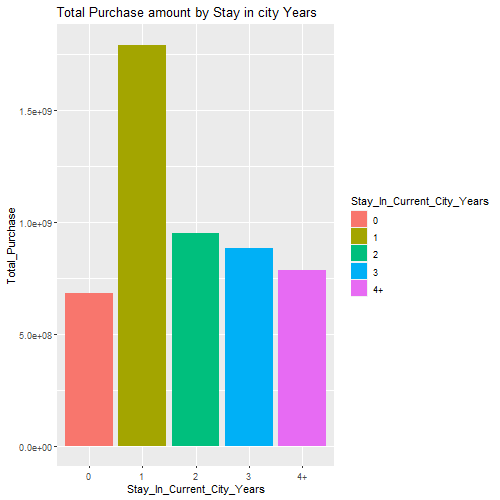 Total Purchase amount by Stay in city Years
Total_Purchase
1.5e+09
1.0e+09
5.0e+08
0.0e+00
0 1 2 3 4+
Stay_In_Current_City_Years
Stay_In_Current_City_Years
0
1
2
3
4+